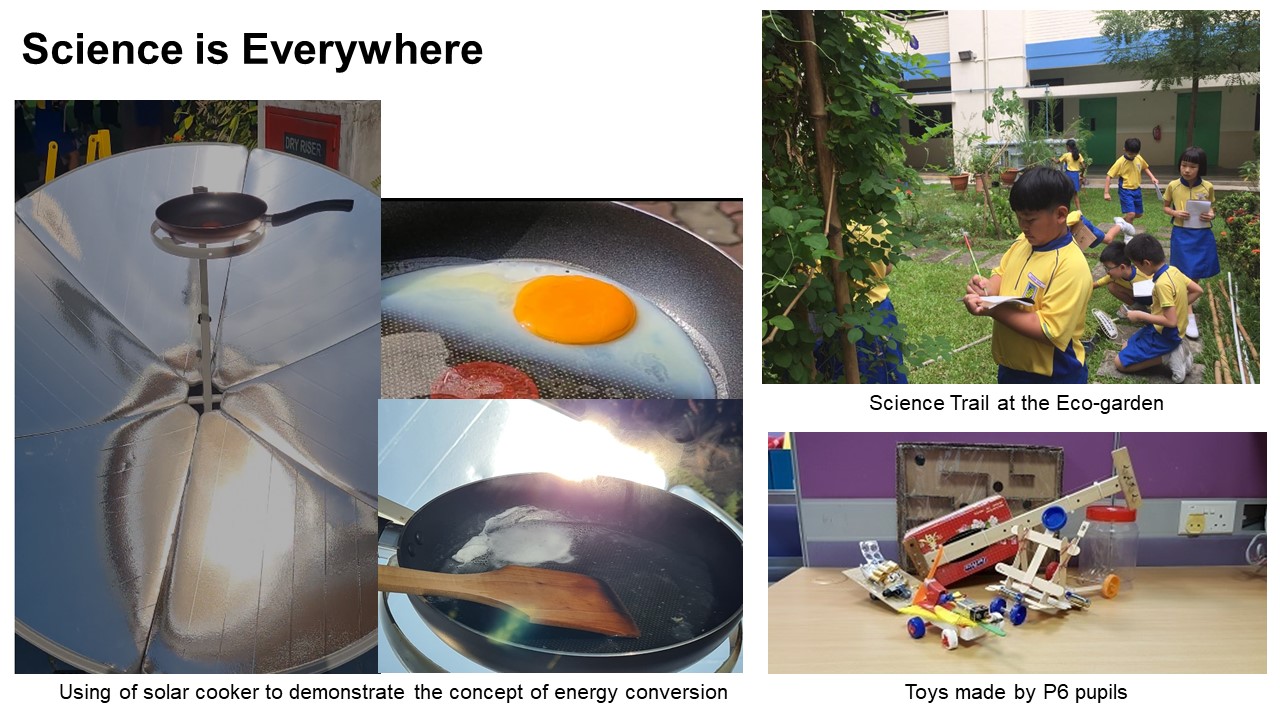 Science is Everywhere
DRY RISER
Science Trail at the Eco-garden
Using of solar cooker to demonstrate the concept of energy conversion
Toys made by P6 pupils